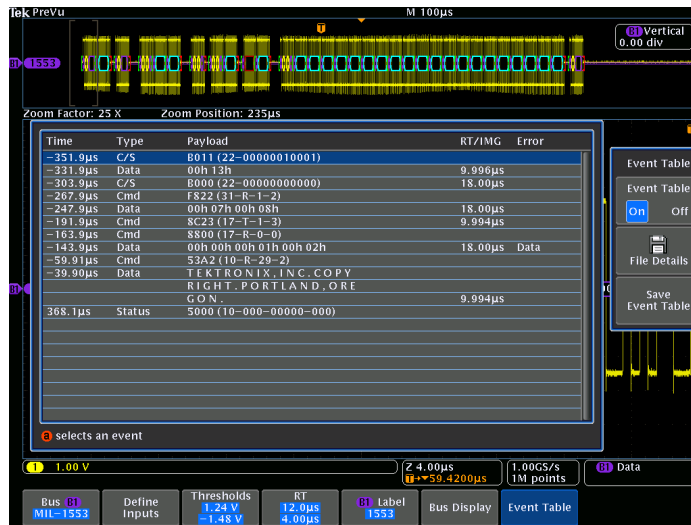 Tek PreVu M 100µs
T
B1 Vertical
0.00 div
B1 1553
Zoom Factor: 25 X Zoom Position: 235µs
Time Type Payload RT/IMG Error
−351.9µs C/S B011 (22−00000010001)
−331.9µs Data 00h 13h 9.996µs
−303.9µs C/S B000 (22−00000000000) 18.00µs
−267.9µs Cmd F822 (31−R−1−2)
−247.9µs Data 00h 07h 00h 08h 18.00µs
−191.9µs Cmd 8C23 (17−T−1−3) 9.994µs
−163.9µs Cmd 8800 (17−R−0−0)
−143.9µs Data 00h 00h 00h 01h 00h 02h 18.00µs Data
−59.91µs Cmd 53A2 (10−R−29−2)
−39.90µs Data T E K T R O N I X , I N C . C O P Y
R I G H T . P O R T L A N D , O R E
G O N . 9.994µs
368.1µs Status 5000 (10−000−00000−000)
a selects an event
Event Table
Event Table
On Off
File Details
Save
Event Table
B1
1 1.00 V
Z 4.00µs
T→▼59.4200µs
1.00GS/s
1M points
B1 Data
Bus B1
MIL−1553
Define
Inputs
Thresholds
1.24 V
−1.48 V
RT
12.0µs
4.00µs
B1 Label
1553
Bus Display
Event Table